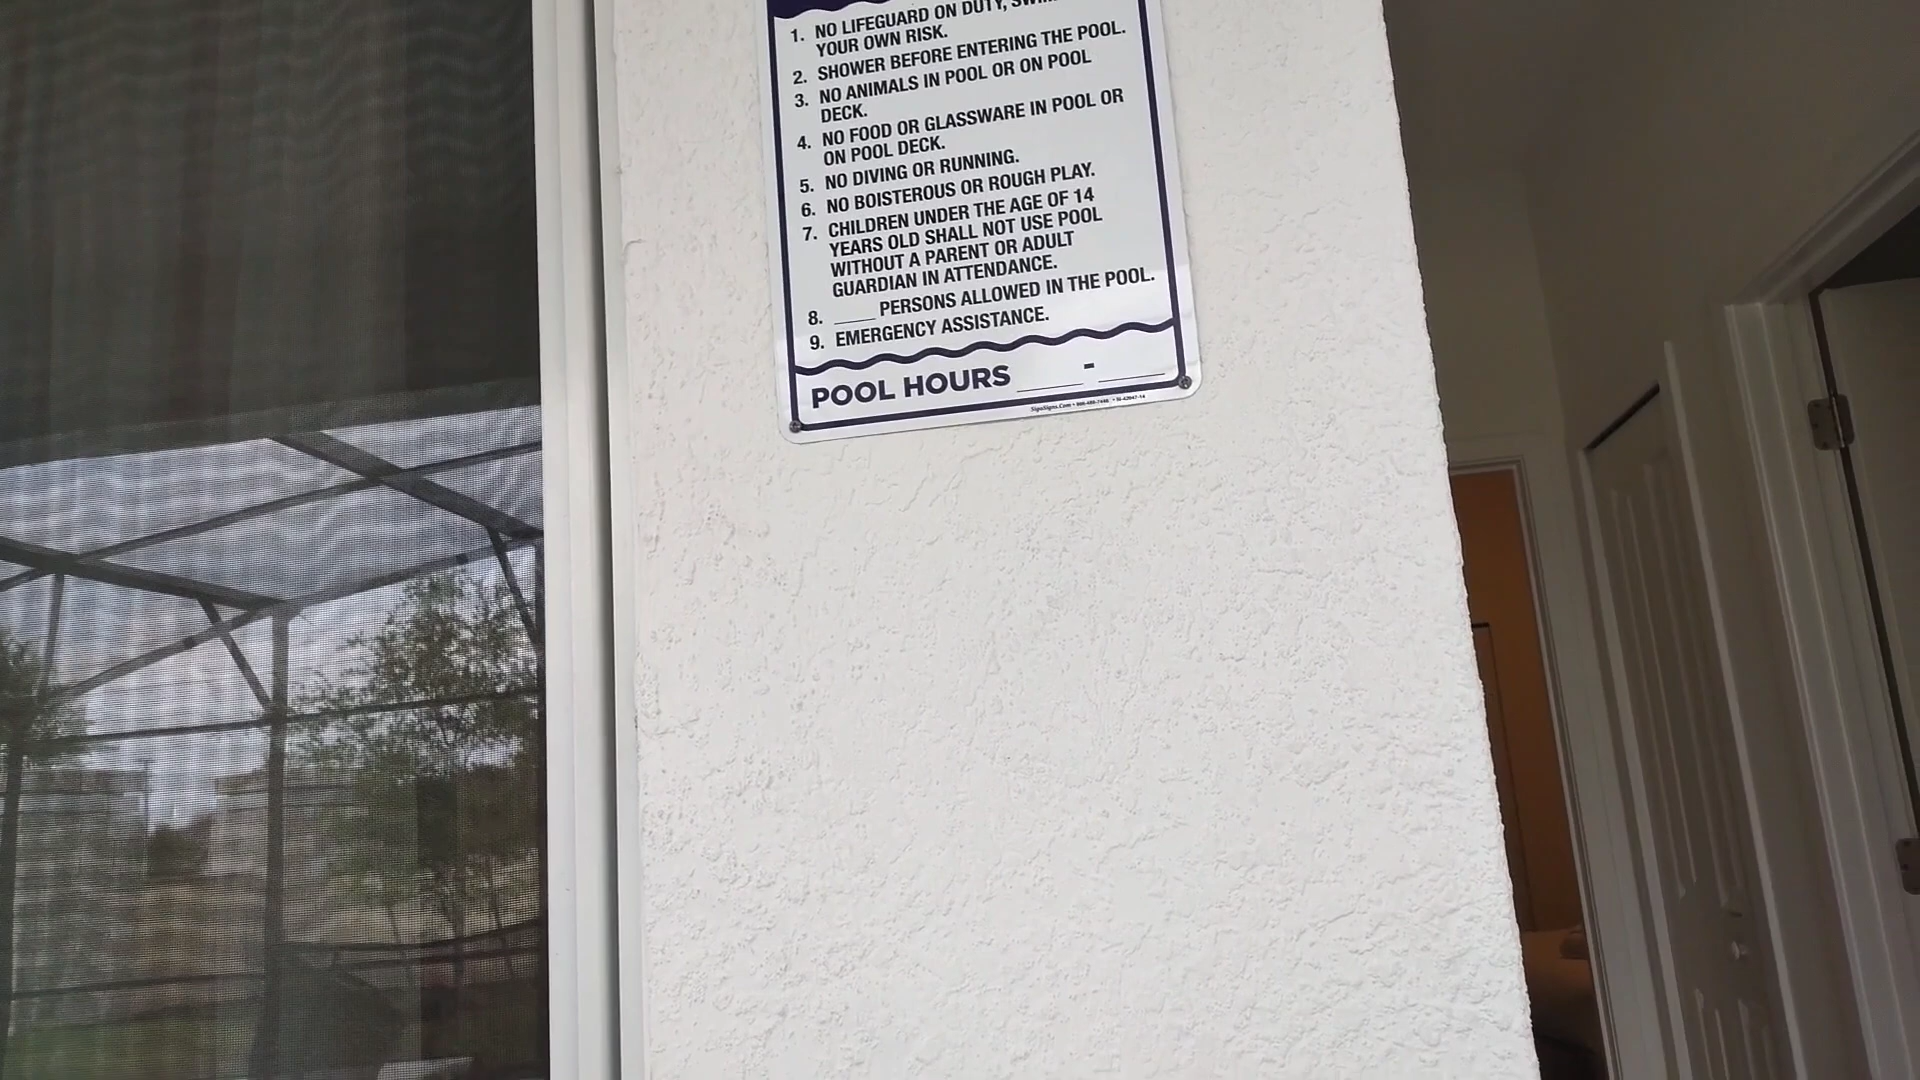 1. NO LIFEGUARD ON DUTY,
YOUR OWN RISK.
2. SHOWER BEFORE ENTERING THE POOL.
3. NO ANIMALS IN POOL OR ON POOL
DECK.
4. NO FOOD OR GLASSWARE IN POOL OR
ON POOL DECK.
5. NO DIVING OR RUNNING.
6. NO BOISTEROUS OR ROUGH PLAY.
7. CHILDREN UNDER THE AGE OF 14
YEARS OLD SHALL NOT USE POOL
WITHOUT A PARENT OR ADULT
GUARDIAN IN ATTENDANCE.
8. ____ PERSONS ALLOWED IN THE POOL.
9. EMERGENCY ASSISTANCE.
POOL HOURS ____ - ____